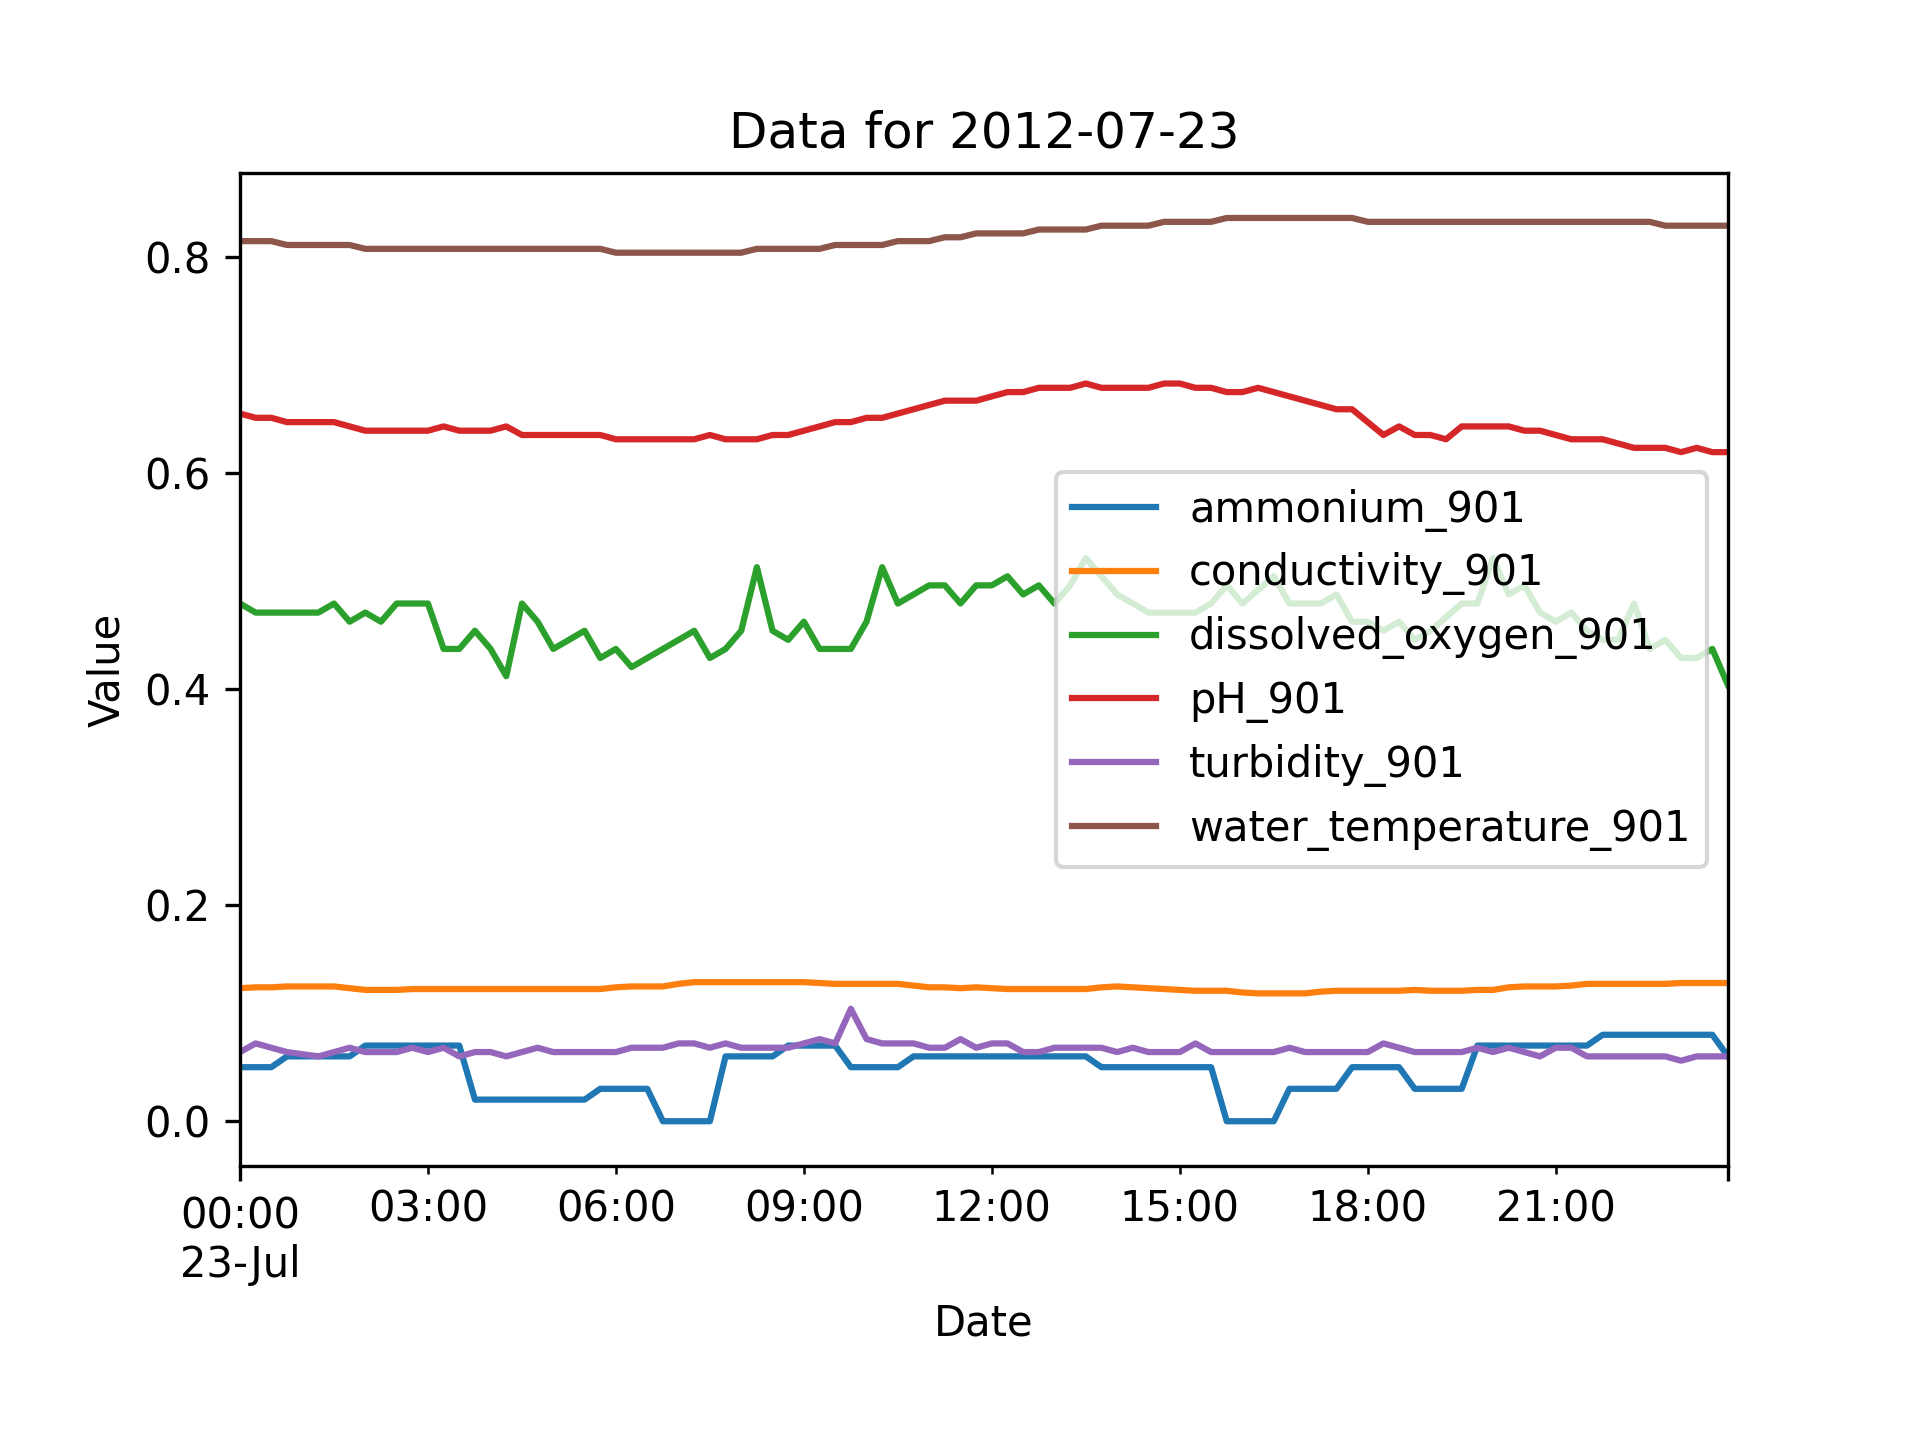 Data for 2012-07-23
Value
0.8
0.6
0.4
0.2
0.0
ammonium_901
conductivity_901
dissolved_oxygen_901
pH_901
turbidity_901
water_temperature_901
00:00 03:00 06:00 09:00 12:00 15:00 18:00 21:00
23-Jul
Date